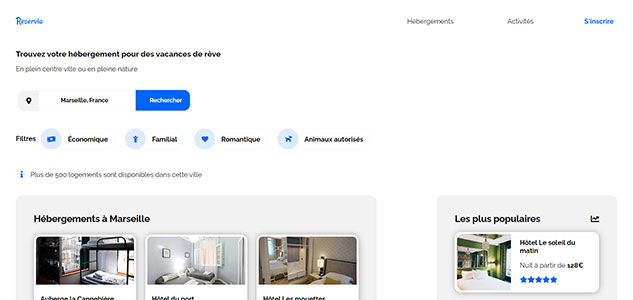 Reservia
Hébergements
Activités
S'inscrire
Trouvez votre hébergement pour des vacances de rêve
En plein centre ville ou en pleine nature
Marseille, France
Rechercher
Filtres
Économique
Familial
Romantique
Animaux autorisés
Plus de 500 logements sont disponibles dans cette ville
Hébergements à Marseille
Auberge la Cannebière
Hôtel du port
Hôtel Les mouettes
Les plus populaires
Hôtel Le soleil du
matin
Nuit à partir de 128€